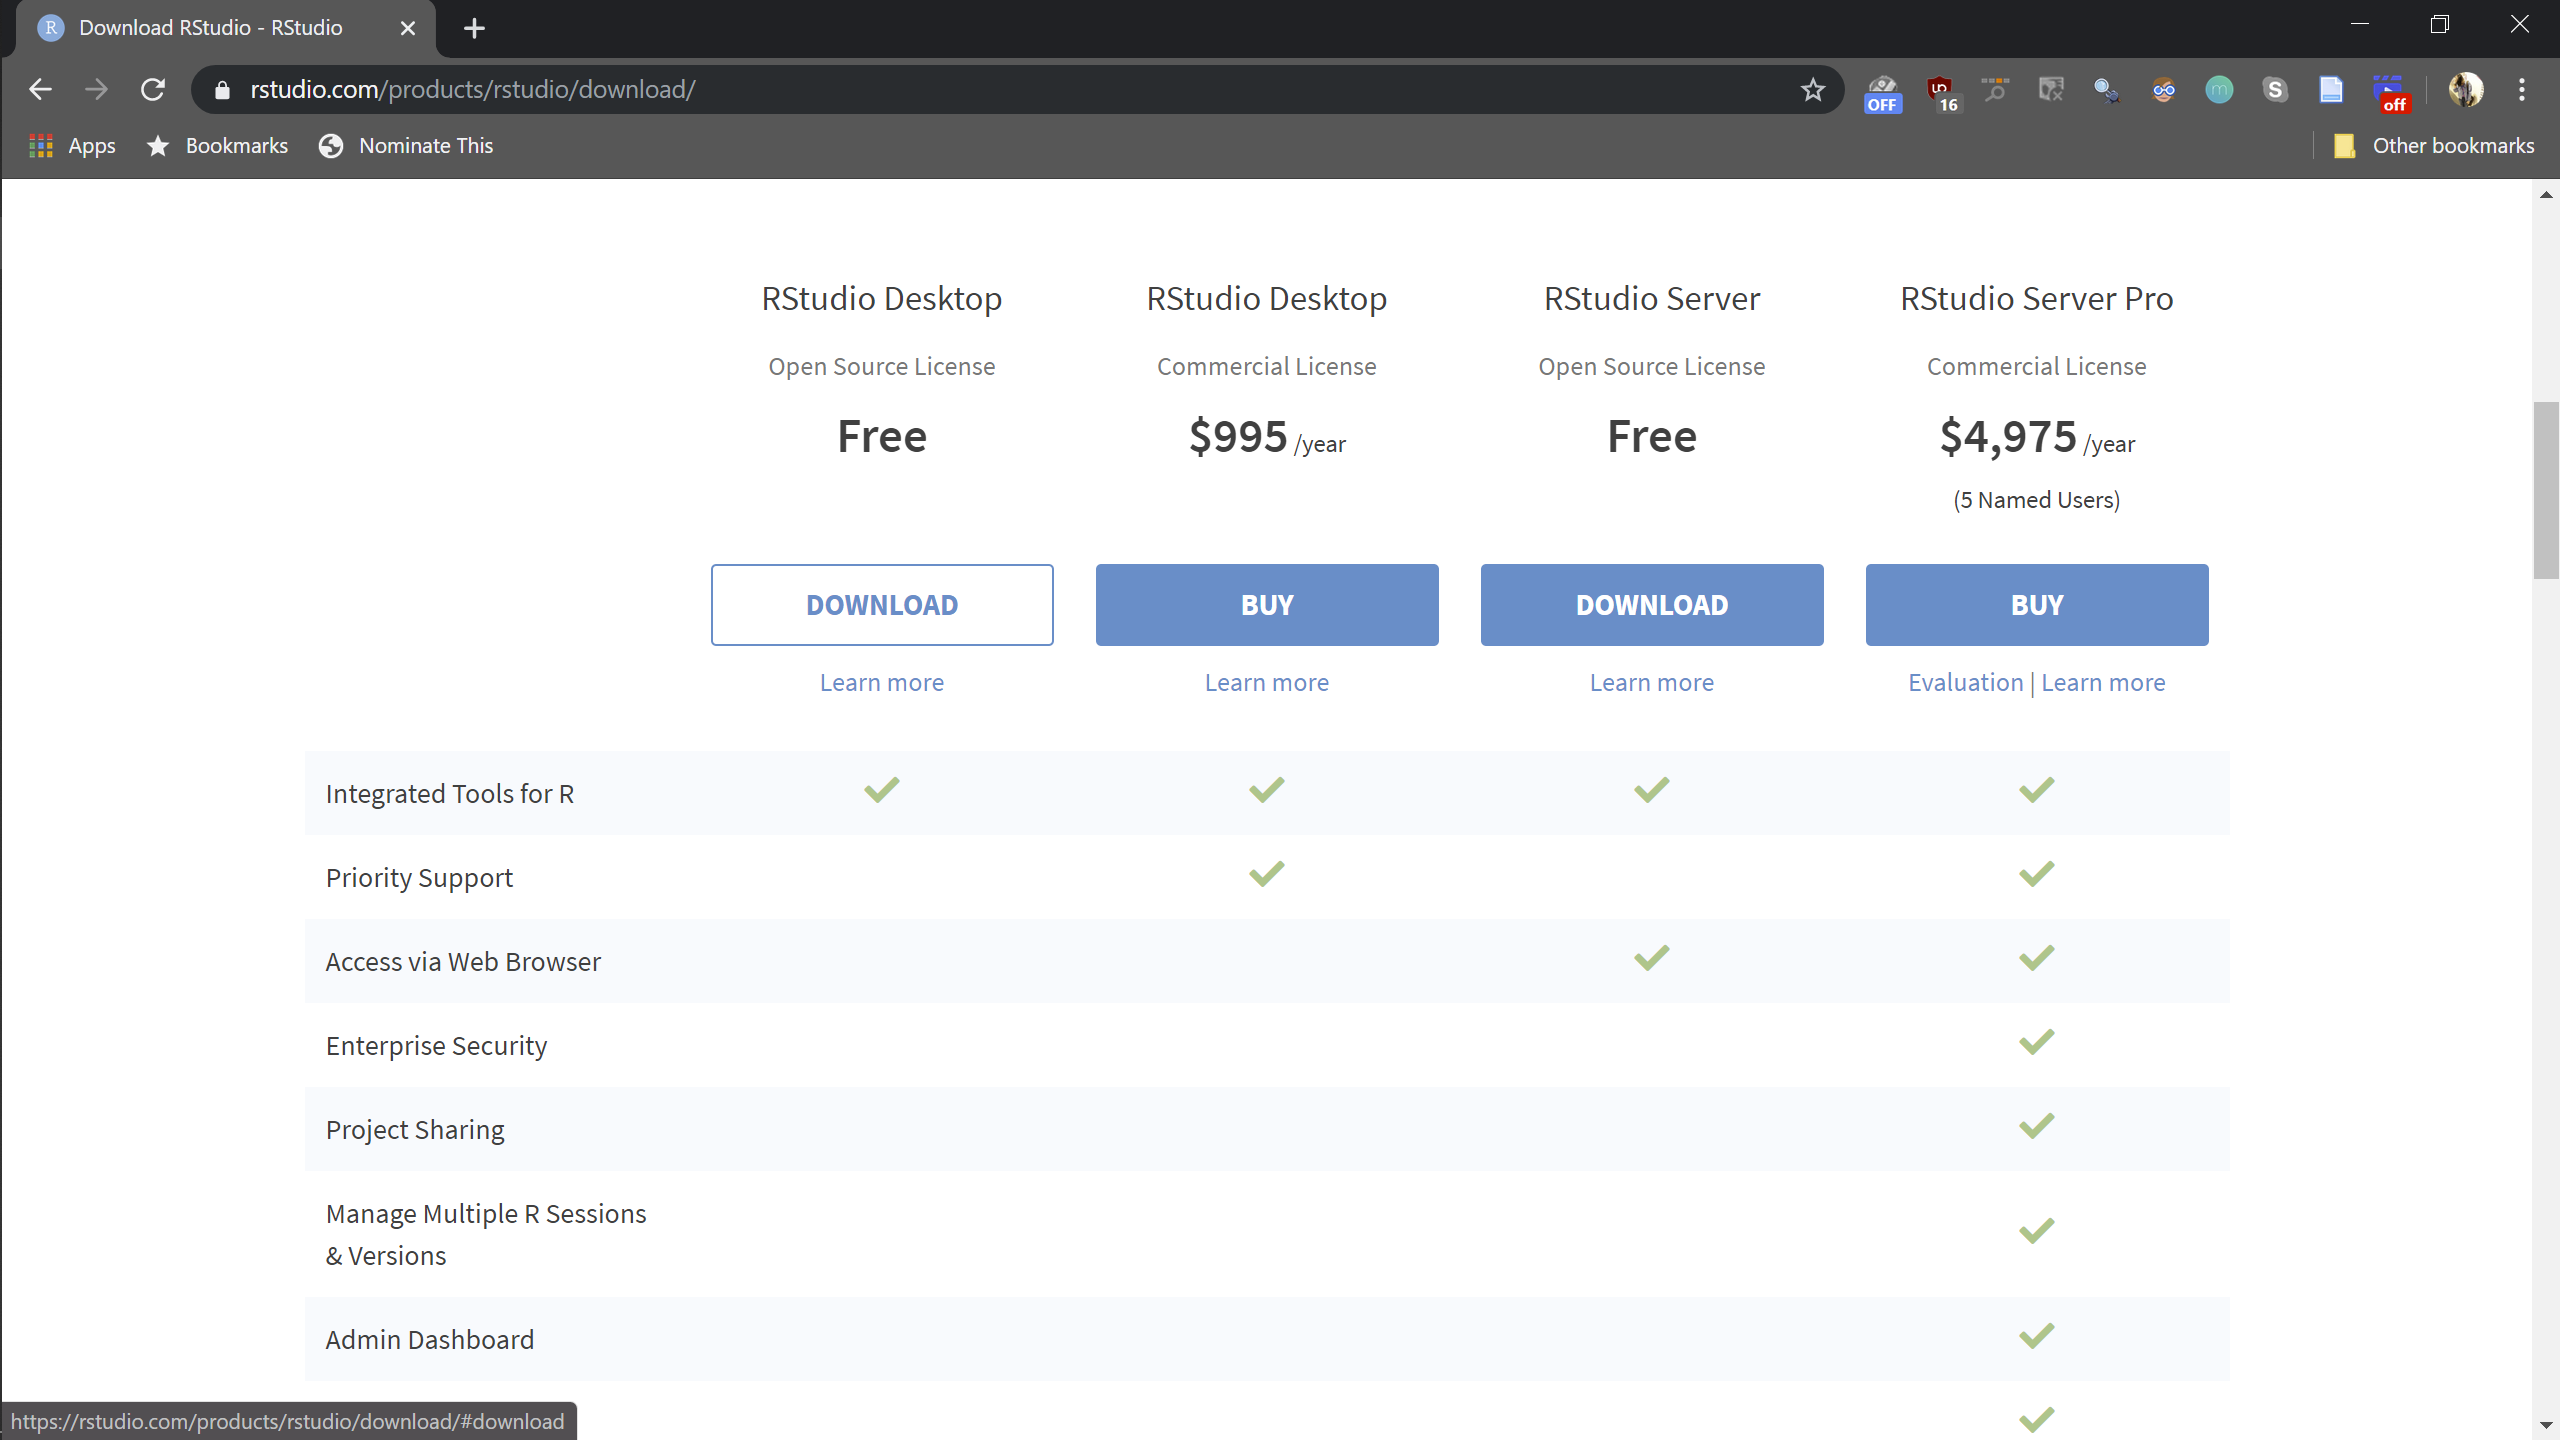 Download RStudio - RStudio
rstudio.com/products/rstudio/download/
OFF
16
off
Apps
Bookmarks
Nominate This
Other bookmarks
RStudio Desktop
Open Source License
Free
DOWNLOAD
Learn more
RStudio Desktop
Commercial License
$995 /year
BUY
Learn more
RStudio Server
Open Source License
Free
DOWNLOAD
Learn more
RStudio Server Pro
Commercial License
$4,975 /year
(5 Named Users)
BUY
Evaluation | Learn more
Integrated Tools for R
Priority Support
Access via Web Browser
Enterprise Security
Project Sharing
Manage Multiple R Sessions
& Versions
Admin Dashboard
https://rstudio.com/products/rstudio/download/#download